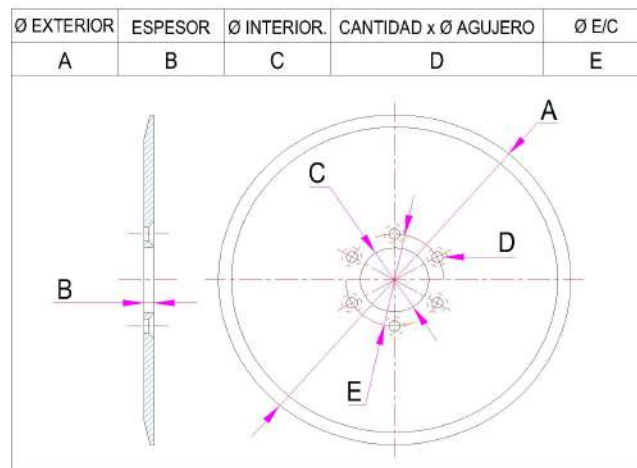 Ø EXTERIOR ESPESOR Ø INTERIOR. CANTIDAD x Ø AGUJERO Ø E/C
A B C D E
A
C
D
B
E